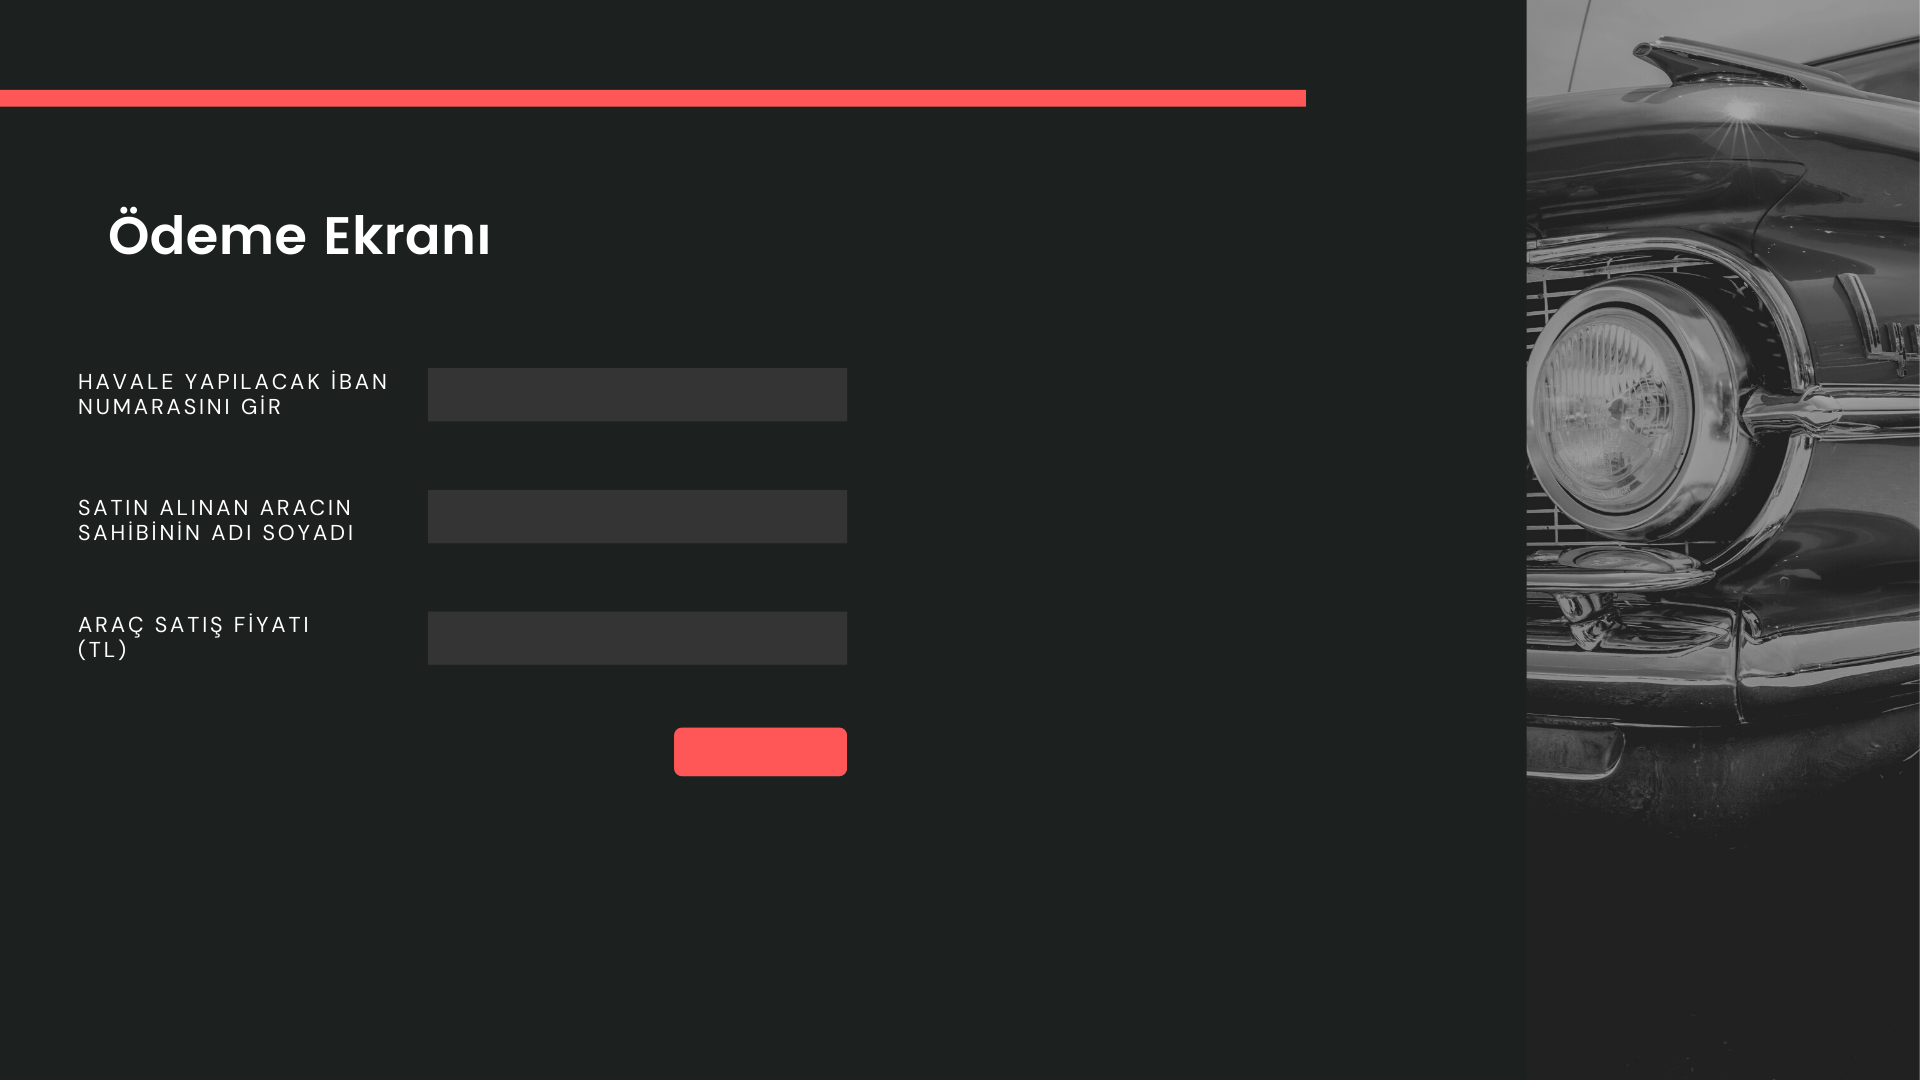 Ödeme Ekranı
HAVALE YAPILACAK İBAN
NUMARASINI GİR
SATIN ALINAN ARACIN
SAHİBİNİN ADI SOYADI
ARAÇ SATIŞ FİYATI
(TL)